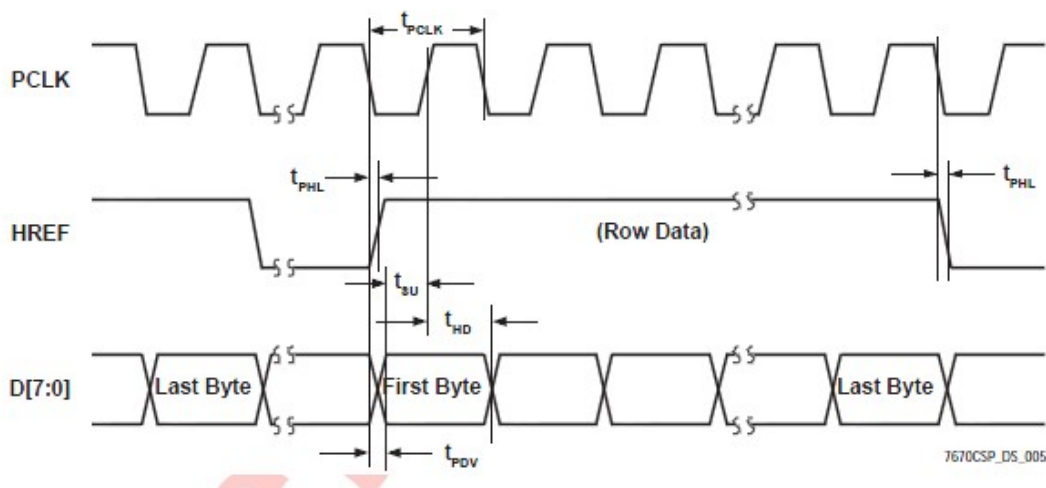 tPCLK
PCLK
tPHL
tPHL
HREF
(Row Data)
tSU
tHD
D[7:0]
Last Byte
First Byte
Last Byte
tPDV
7670CSP_DS_005